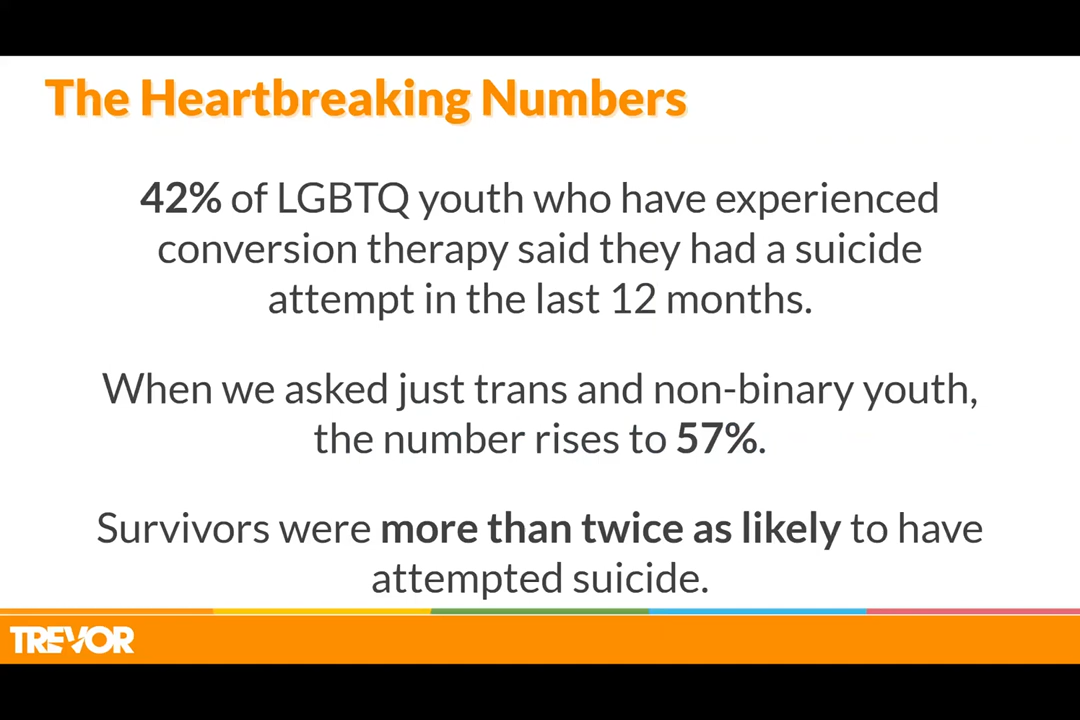 The Heartbreaking Numbers
42% of LGBTQ youth who have experienced
conversion therapy said they had a suicide
attempt in the last 12 months.
When we asked just trans and non-binary youth,
the number rises to 57%.
Survivors were more than twice as likely to have
attempted suicide.
TREVOR